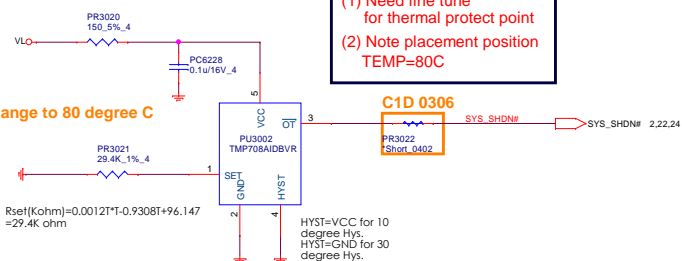 (1) Need fine tune
for thermal protect point
(2) Note placement position
TEMP=80C
PR3020
150_5%_4
VL
PC6228
0.1u/16V_4
ange to 80 degree C
C1D 0306
5
VCC
OT
3
SYS_SHDN#
SYS_SHDN# 2,22,24
PU3002
TMP708AIDBVR
PR3022
*Short_0402
PR3021
29.4K_1%_4
1
SET
GND
HYST
2
4
Rset(Kohm)=0.0012T*T-0.9308T+96.147
=29.4K ohm
HYST=VCC for 10
degree Hys.
HYST=GND for 30
degree Hys.